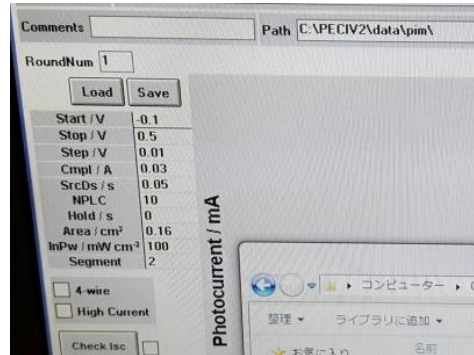 Comments Path C:\PECIV2\data\pim\
RoundNum 1
Load Save
Start / V -0.1
Stop / V 0.5
Step / V 0.01
Cmpl / A 0.03
SrcDs / s 0.05
NPLC 10
Hold / s 0
Area / cm² 0.16
InPw / mW cm⁻² 100
Segment 2
4-wire
High Current
Check Isc
Photocurrent / mA
コンピューター
整理 ライブラリに追加
お気に入り 名前